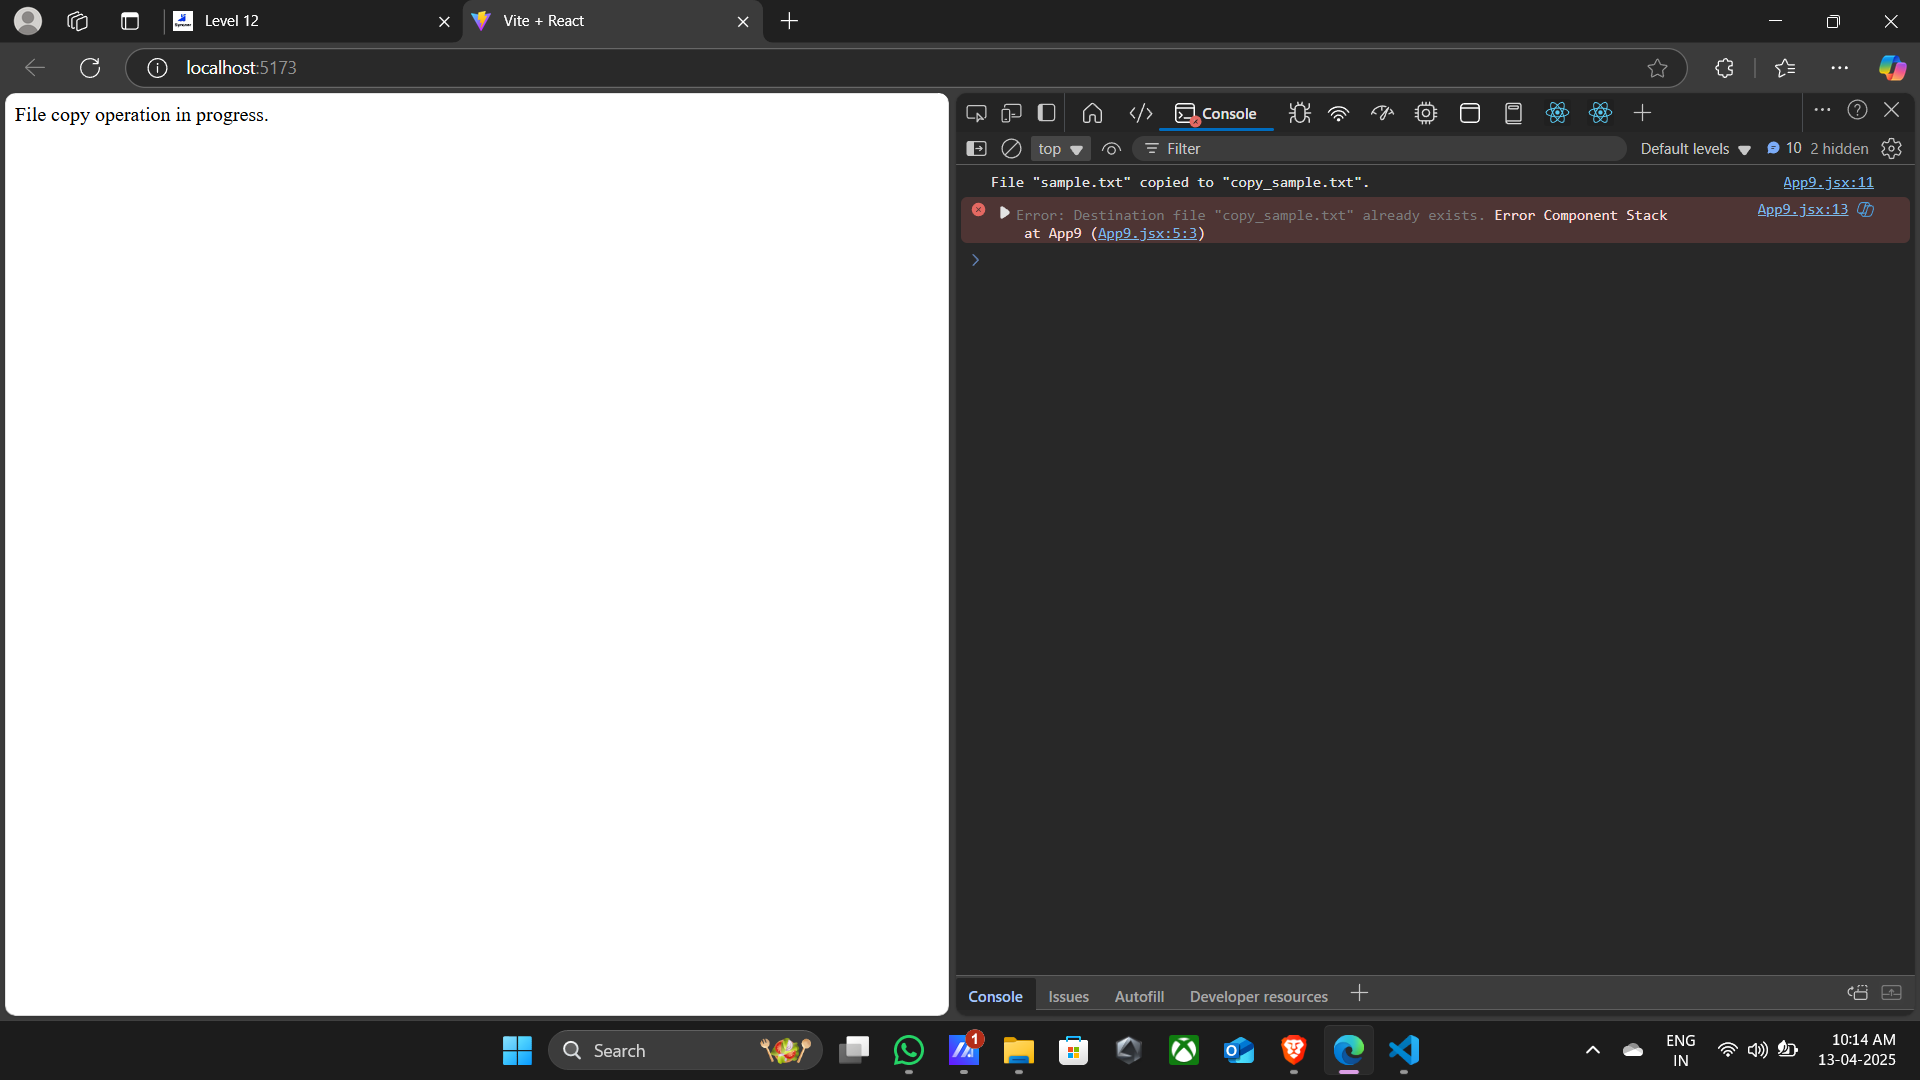 Level 12
Vite + React
localhost:5173
File copy operation in progress.
Console
top
Filter
Default levels
10
2 hidden
File "sample.txt" copied to "copy_sample.txt".
App9.jsx:11
Error: Destination file "copy_sample.txt" already exists. Error Component Stack
App9.jsx:13
at App9 (App9.jsx:5:3)
Console
Issues
Autofill
Developer resources
Search
1
ENG
IN
10:14 AM
13-04-2025